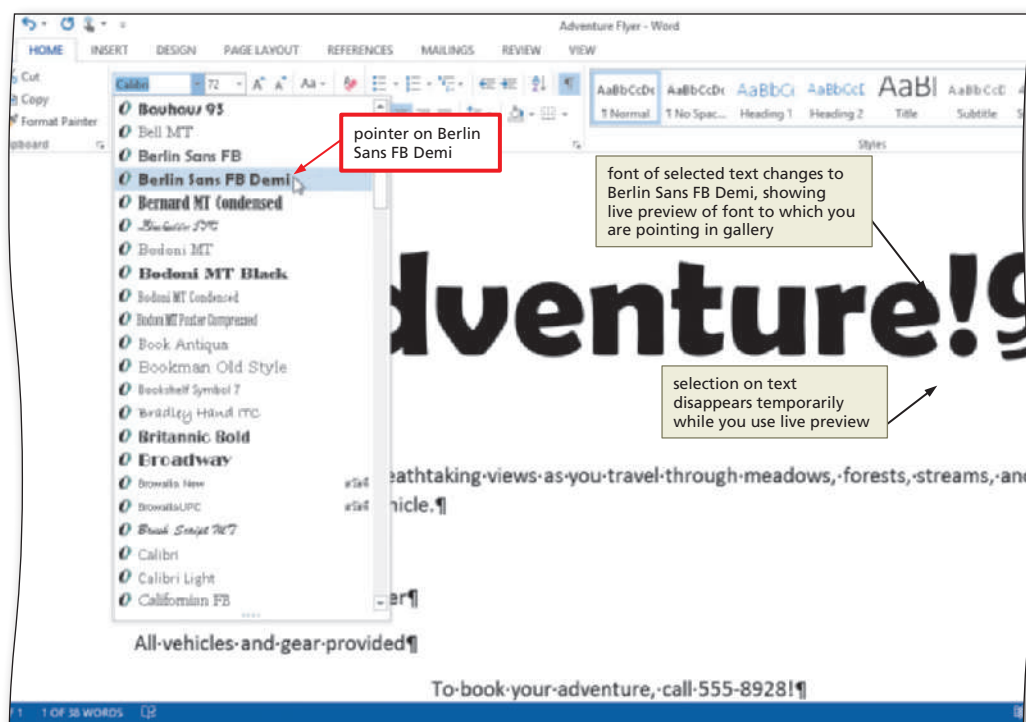 Adventure Flyer - Word
HOME INSERT DESIGN PAGE LAYOUT REFERENCES MAILINGS REVIEW VIEW
Cut
Copy
Format Painter
Calibri 72 Aa
AaBbCcDc AaBbCcDc AaBbCc AaBbCcC AaBl AaBbCcD
¶ Normal ¶ No Spac... Heading 1 Heading 2 Title Subtitle
Styles
Bauhaus 93
Bell MT
Berlin Sans FB
Berlin Sans FB Demi
Bernard MT Condensed
Bodoni MT
Bodoni MT Black
Bodoni MT Condensed
Bodoni MT Poster Compressed
Book Antiqua
Bookman Old Style
Bookshelf Symbol 7
Bradley Hand ITC
Britannic Bold
Broadway
Browallia New
BrowalliaUPC
Brush Script MT
Calibri
Calibri Light
Californian FB
pointer on Berlin
Sans FB Demi
font of selected text changes to
Berlin Sans FB Demi, showing
live preview of font to which you
are pointing in gallery
dventure!¶
selection on text
disappears temporarily
while you use live preview
eathtaking·views·as·you·travel·through·meadows,·forests,·streams,·and
hicle.¶
er¶
All·vehicles·and·gear·provided¶
To·book·your·adventure,·call·555-8928!¶
1 1 OF 38 WORDS